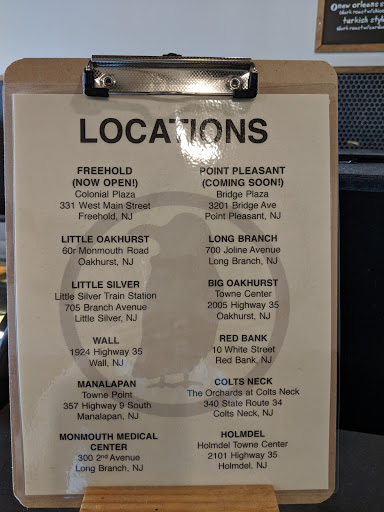 new orleans s
turkish styl
LOCATIONS
FREEHOLD
(NOW OPEN!)
Colonial Plaza
331 West Main Street
Freehold, NJ
LITTLE OAKHURST
60r Monmouth Road
Oakhurst, NJ
LITTLE SILVER
Little Silver Train Station
705 Branch Avenue
Little Silver, NJ
WALL
1924 Highway 35
Wall, NJ
MANALAPAN
Towne Point
357 Highway 9 South
Manalapan, NJ
MONMOUTH MEDICAL
CENTER
300 2nd Avenue
Long Branch, NJ
POINT PLEASANT
(COMING SOON!)
Bridge Plaza
3201 Bridge Ave
Point Pleasant, NJ
LONG BRANCH
700 Joline Avenue
Long Branch, NJ
BIG OAKHURST
Towne Center
2005 Highway 35
Oakhurst, NJ
RED BANK
10 White Street
Red Bank, NJ
COLTS NECK
The Orchards at Colts Neck
340 State Route 34
Colts Neck, NJ
HOLMDEL
Holmdel Towne Center
2101 Highway 35
Holmdel, NJ